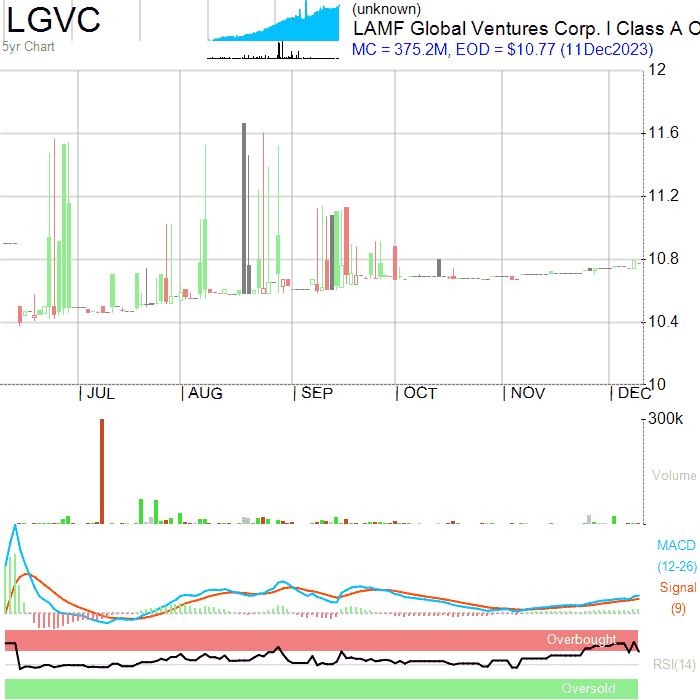 LGVC
5yr Chart
(unknown)
LAMF Global Ventures Corp. I Class A O
MC = 375.2M, EOD = $10.77 (11Dec2023)
12
11.6
11.2
10.8
10.4
10
JUL
AUG
SEP
OCT
NOV
DEC
300k
Volume
MACD
(12-26)
Signal
(9)
Overbought
RSI(14)
Oversold